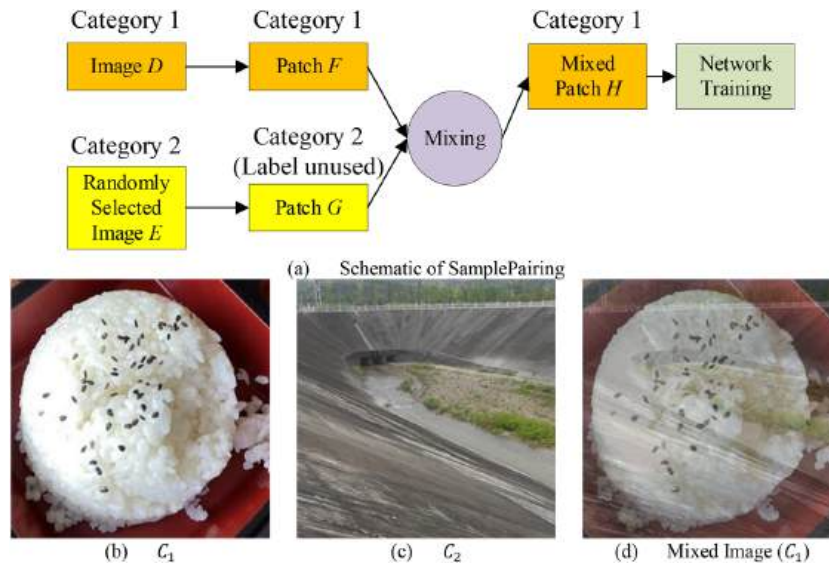 Category 1
Category 1
Category 1
Image D
Patch F
Mixed
Patch H
Network
Training
Mixing
Category 2
Category 2
(Label unused)
Randomly
Selected
Image E
Patch G
(a) Schematic of SamplePairing
(b) C₁
(c) C₂
(d) Mixed Image (C₁)